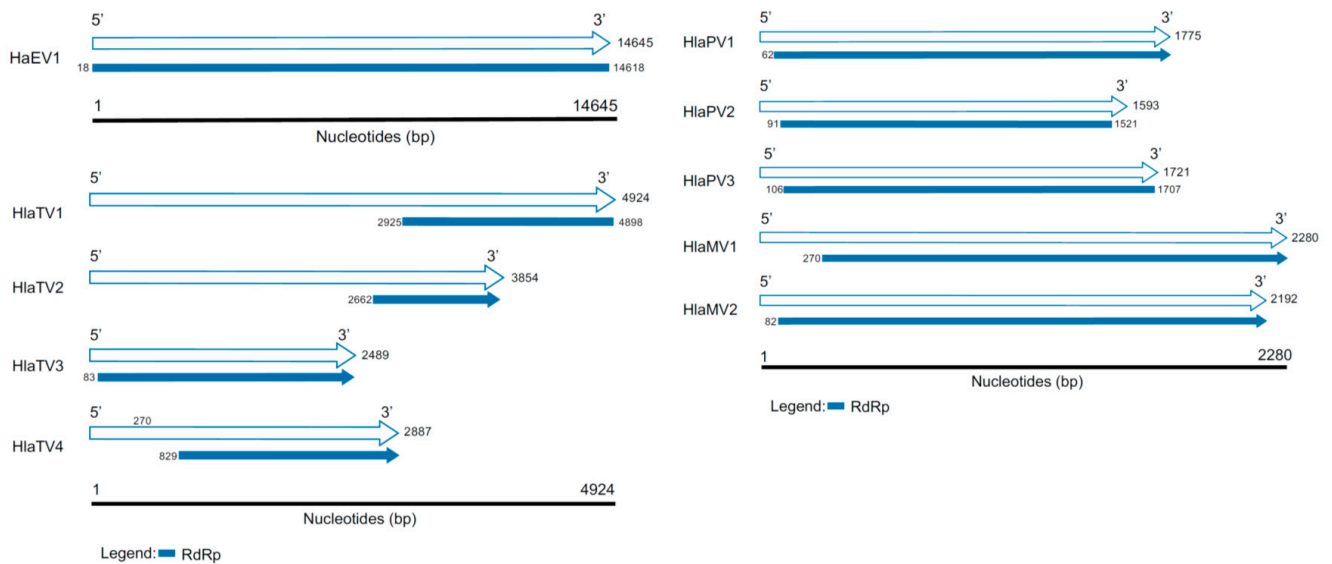 5’ 3’
HaEV1 14645
18 14618
1 14645
Nucleotides (bp)
5’ 3’
HlaTV1 4924
2925 4898
5’ 3’
HlaTV2 3854
2662
5’ 3’
HlaTV3 2489
83
5’ 270 3’
HlaTV4 2887
829
1 4924
Nucleotides (bp)
Legend: RdRp
5’ 3’
HlaPV1 1775
62
5’ 3’
HlaPV2 1593
91 1521
5’ 3’
HlaPV3 1721
106 1707
5’ 3’
HlaMV1 2280
270
5’ 3’
HlaMV2 2192
82
1 2280
Nucleotides (bp)
Legend: RdRp